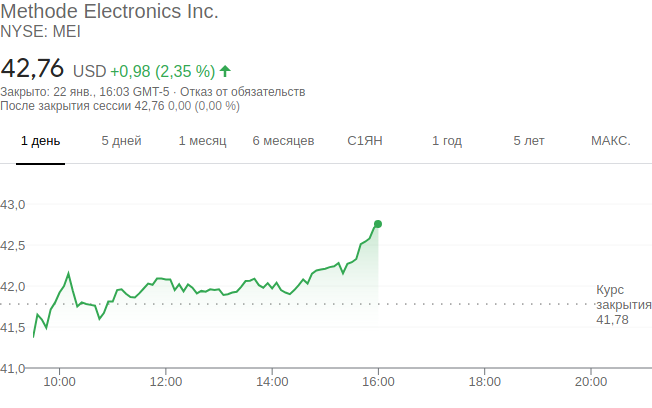 Methode Electronics Inc.
NYSE: MEI
42,76 USD +0,98 (2,35 %)
Закрыто: 22 янв., 16:03 GMT-5 · Отказ от обязательств
После закрытия сессии 42,76 0,00 (0,00 %)
1 день 5 дней 1 месяц 6 месяцев С1ЯН 1 год 5 лет МАКС.
43,0
42,5
42,0
Курс
закрытия
41,78
41,5
41,0
10:00 12:00 14:00 16:00 18:00 20:00